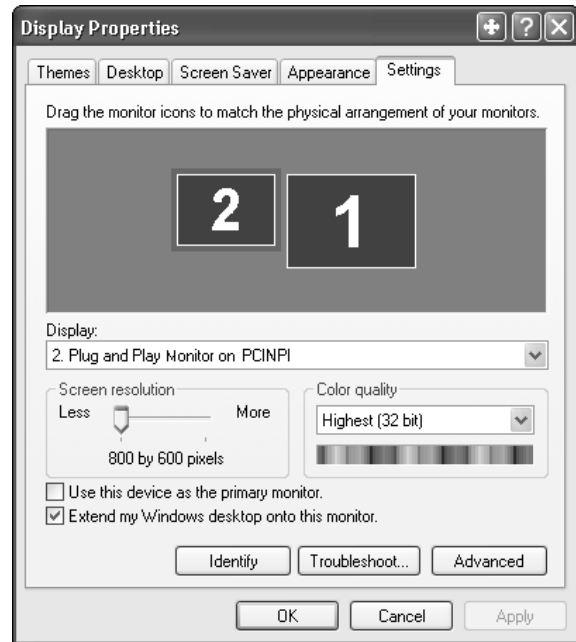 Display Properties
Themes Desktop Screen Saver Appearance Settings
Drag the monitor icons to match the physical arrangement of your monitors.
2 1
Display:
2. Plug and Play Monitor on PCINPI
Screen resolution Color quality
Less More Highest (32 bit)
800 by 600 pixels
Use this device as the primary monitor.
Extend my Windows desktop onto this monitor.
Identify Troubleshoot... Advanced
OK Cancel Apply